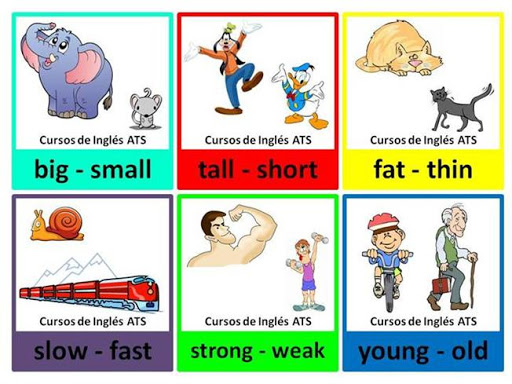 Cursos de Inglés ATS
big - small
Cursos de Inglés ATS
tall - short
Cursos de Inglés ATS
fat - thin
Cursos de Inglés ATS
slow - fast
Cursos de Inglés ATS
strong - weak
Cursos de Inglés ATS
young - old